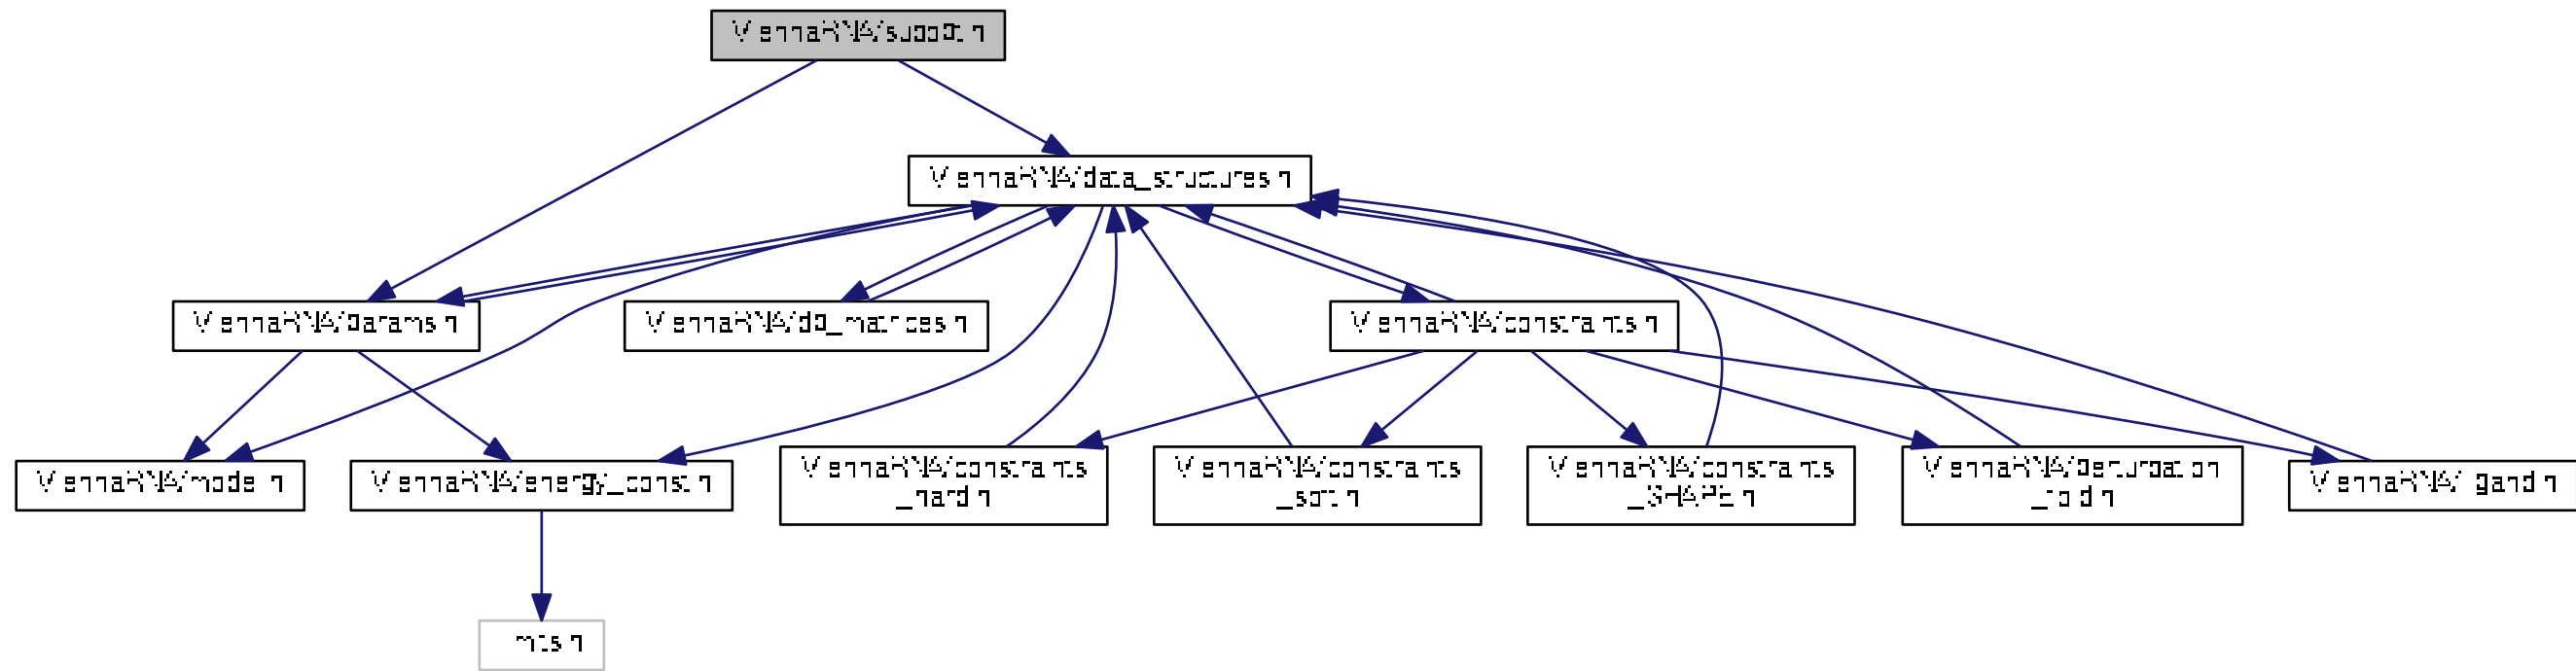 ViennaRNA/subopt.h
ViennaRNA/data_structures.h
ViennaRNA/params.h
ViennaRNA/dp_matrices.h
ViennaRNA/constraints.h
ViennaRNA/model.h
ViennaRNA/energy_const.h
ViennaRNA/constraints
_hard.h
ViennaRNA/constraints
_soft.h
ViennaRNA/constraints
_SHAPE.h
ViennaRNA/perturbation
_fold.h
ViennaRNA/ligand.h
limits.h